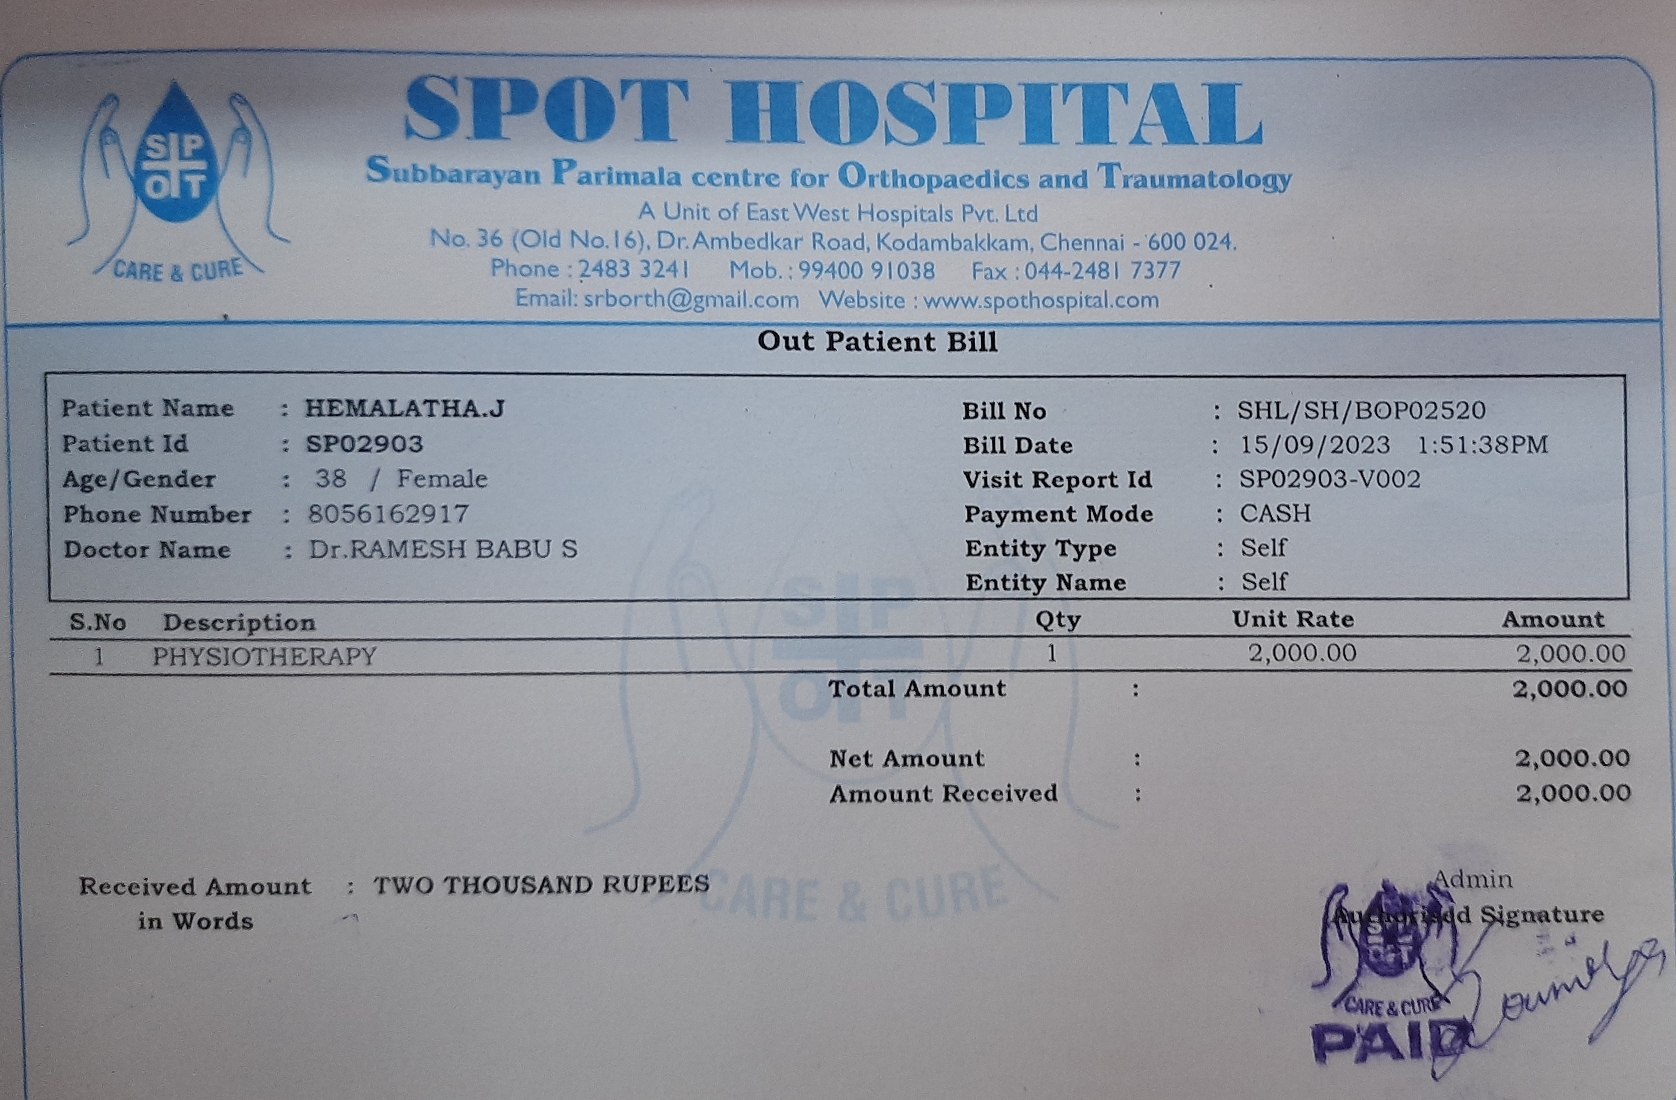 SPOT HOSPITAL
SP
OT
CARE & CURE
Subbarayan Parimala centre for Orthopaedics and Traumatology
A Unit of East West Hospitals Pvt. Ltd
No. 36 (Old No.16), Dr. Ambedkar Road, Kodambakkam, Chennai - 600 024.
Phone : 2483 3241 Mob. : 99400 91038 Fax : 044-2481 7377
Email: srborth@gmail.com Website : www.spothospital.com
Out Patient Bill
Patient Name : HEMALATHA.J Bill No : SHL/SH/BOP02520
Patient Id : SP02903 Bill Date : 15/09/2023 1:51:38PM
Age/Gender : 38 / Female Visit Report Id : SP02903-V002
Phone Number : 8056162917 Payment Mode : CASH
Doctor Name : Dr.RAMESH BABU S Entity Type : Self
Entity Name : Self
S.No Description Qty Unit Rate Amount
1 PHYSIOTHERAPY 1 2,000.00 2,000.00
Total Amount : 2,000.00
Net Amount : 2,000.00
Amount Received : 2,000.00
Received Amount : TWO THOUSAND RUPEES
in Words
SP
OT
CARE & CURE
Admin
Authorised Signature
SP
OT
CARE & CURE
PAID